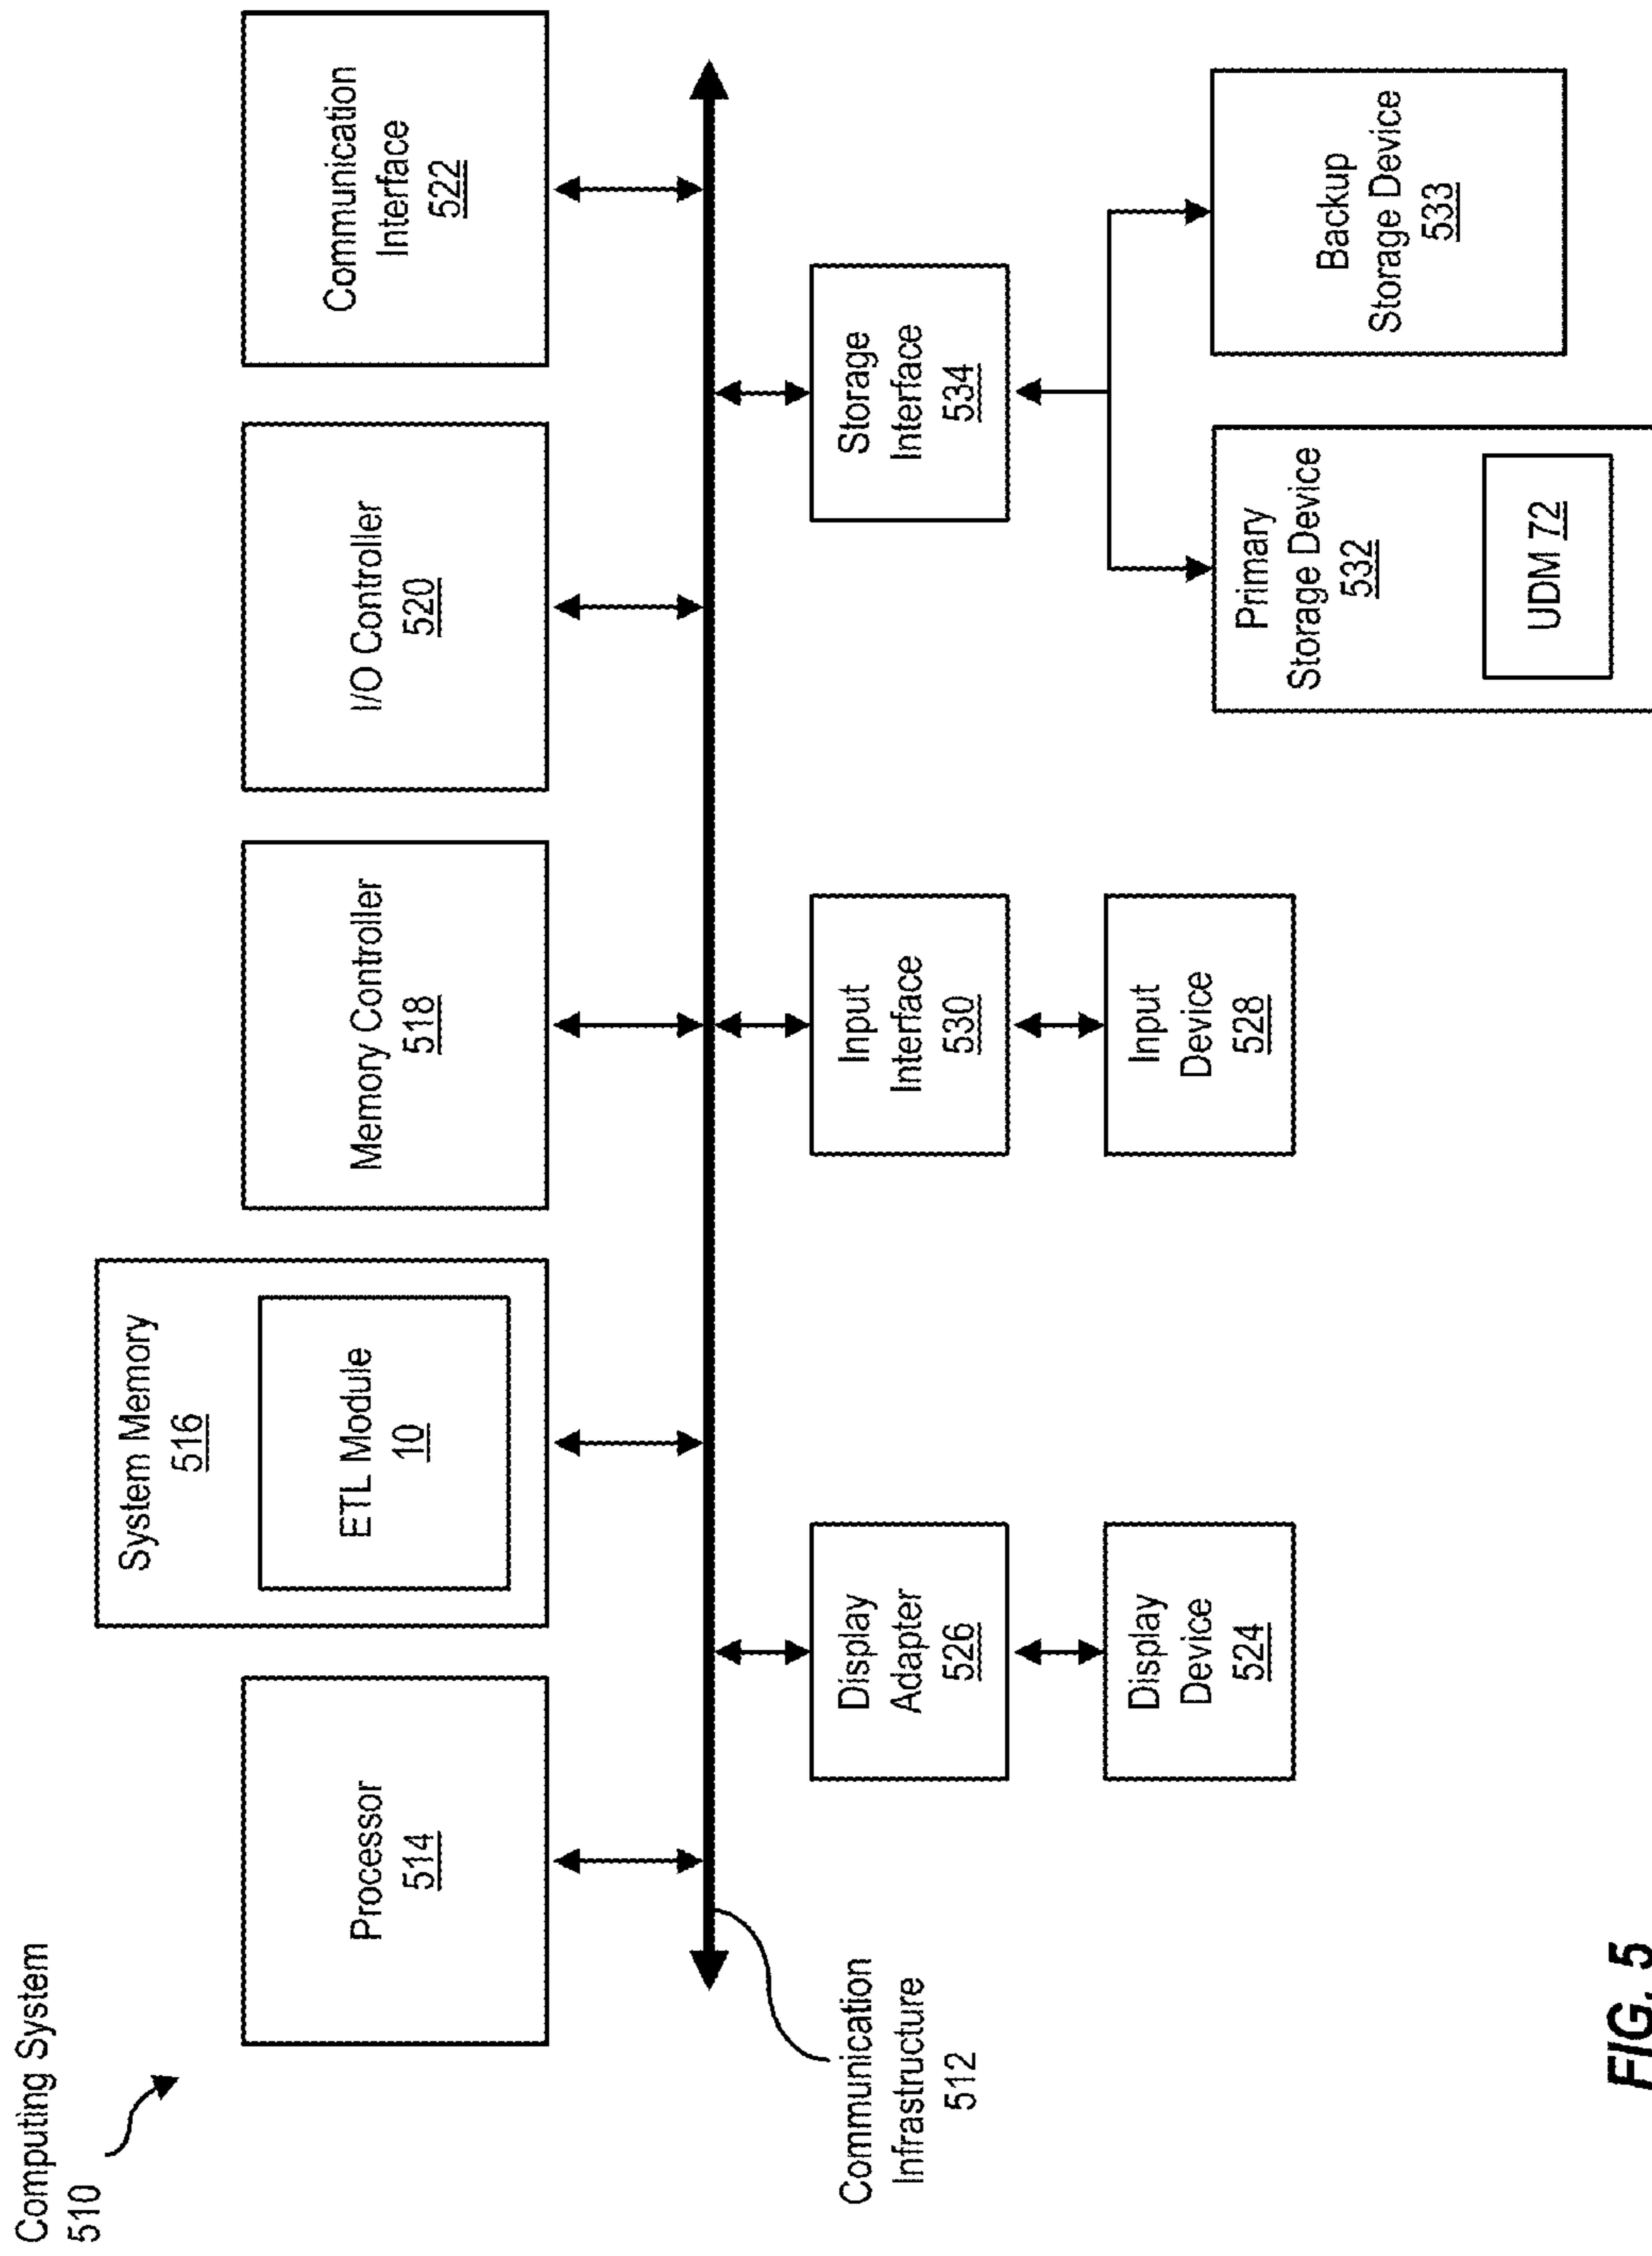 Computing System
510
Processor
514
System Memory
516
ETL Module
10
Memory Controller
518
I/O Controller
520
Communication
Interface
522
Communication
Infrastructure
512
Display
Adapter
526
Input
Interface
530
Storage
Interface
534
Display
Device
524
Input
Device
528
Primary
Storage Device
532
UDM 72
Backup
Storage Device
533
FIG. 5